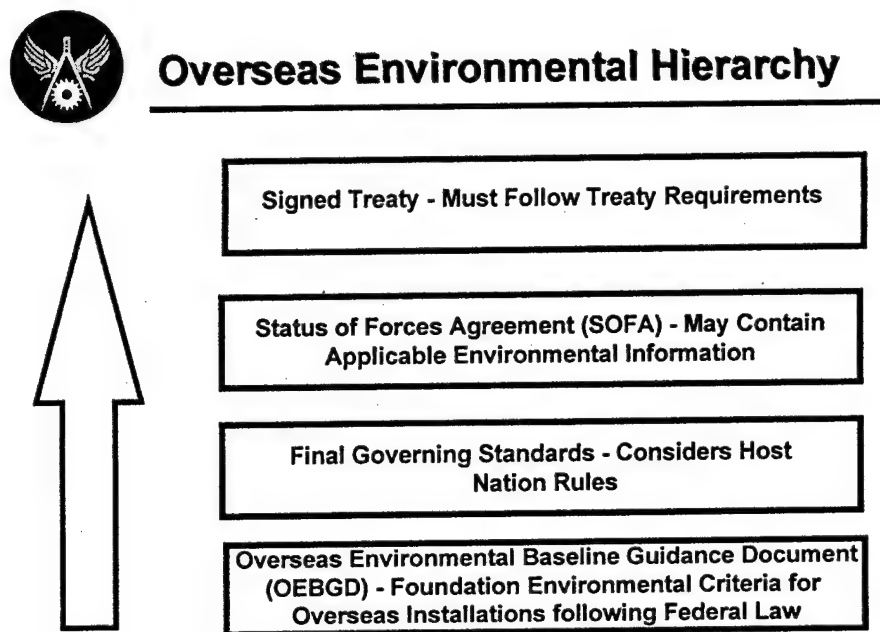 Overseas Environmental Hierarchy
Signed Treaty - Must Follow Treaty Requirements
Status of Forces Agreement (SOFA) - May Contain
Applicable Environmental Information
Final Governing Standards - Considers Host
Nation Rules
Overseas Environmental Baseline Guidance Document
(OEBGD) - Foundation Environmental Criteria for
Overseas Installations following Federal Law